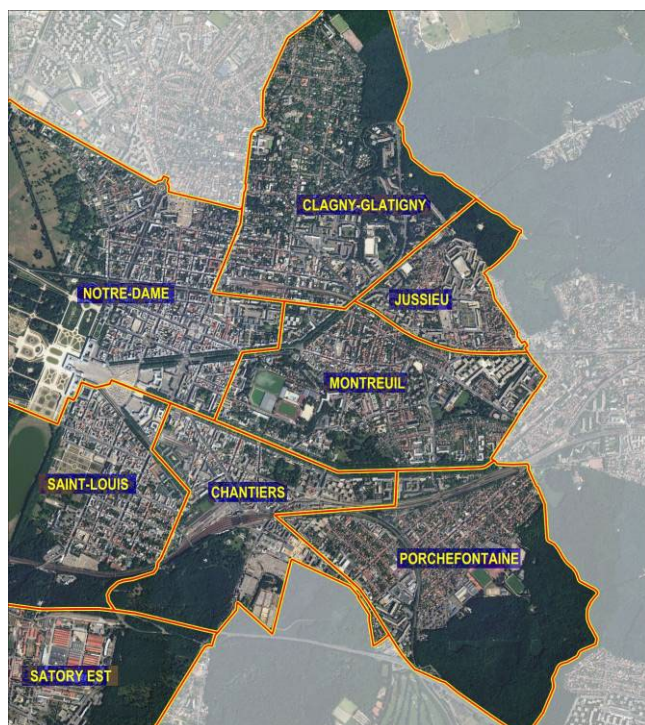 CLAGNY-GLATIGNY
NOTRE-DAME
JUSSIEU
MONTREUIL
SAINT-LOUIS
CHANTIERS
PORCHEFONTAINE
SATORY EST